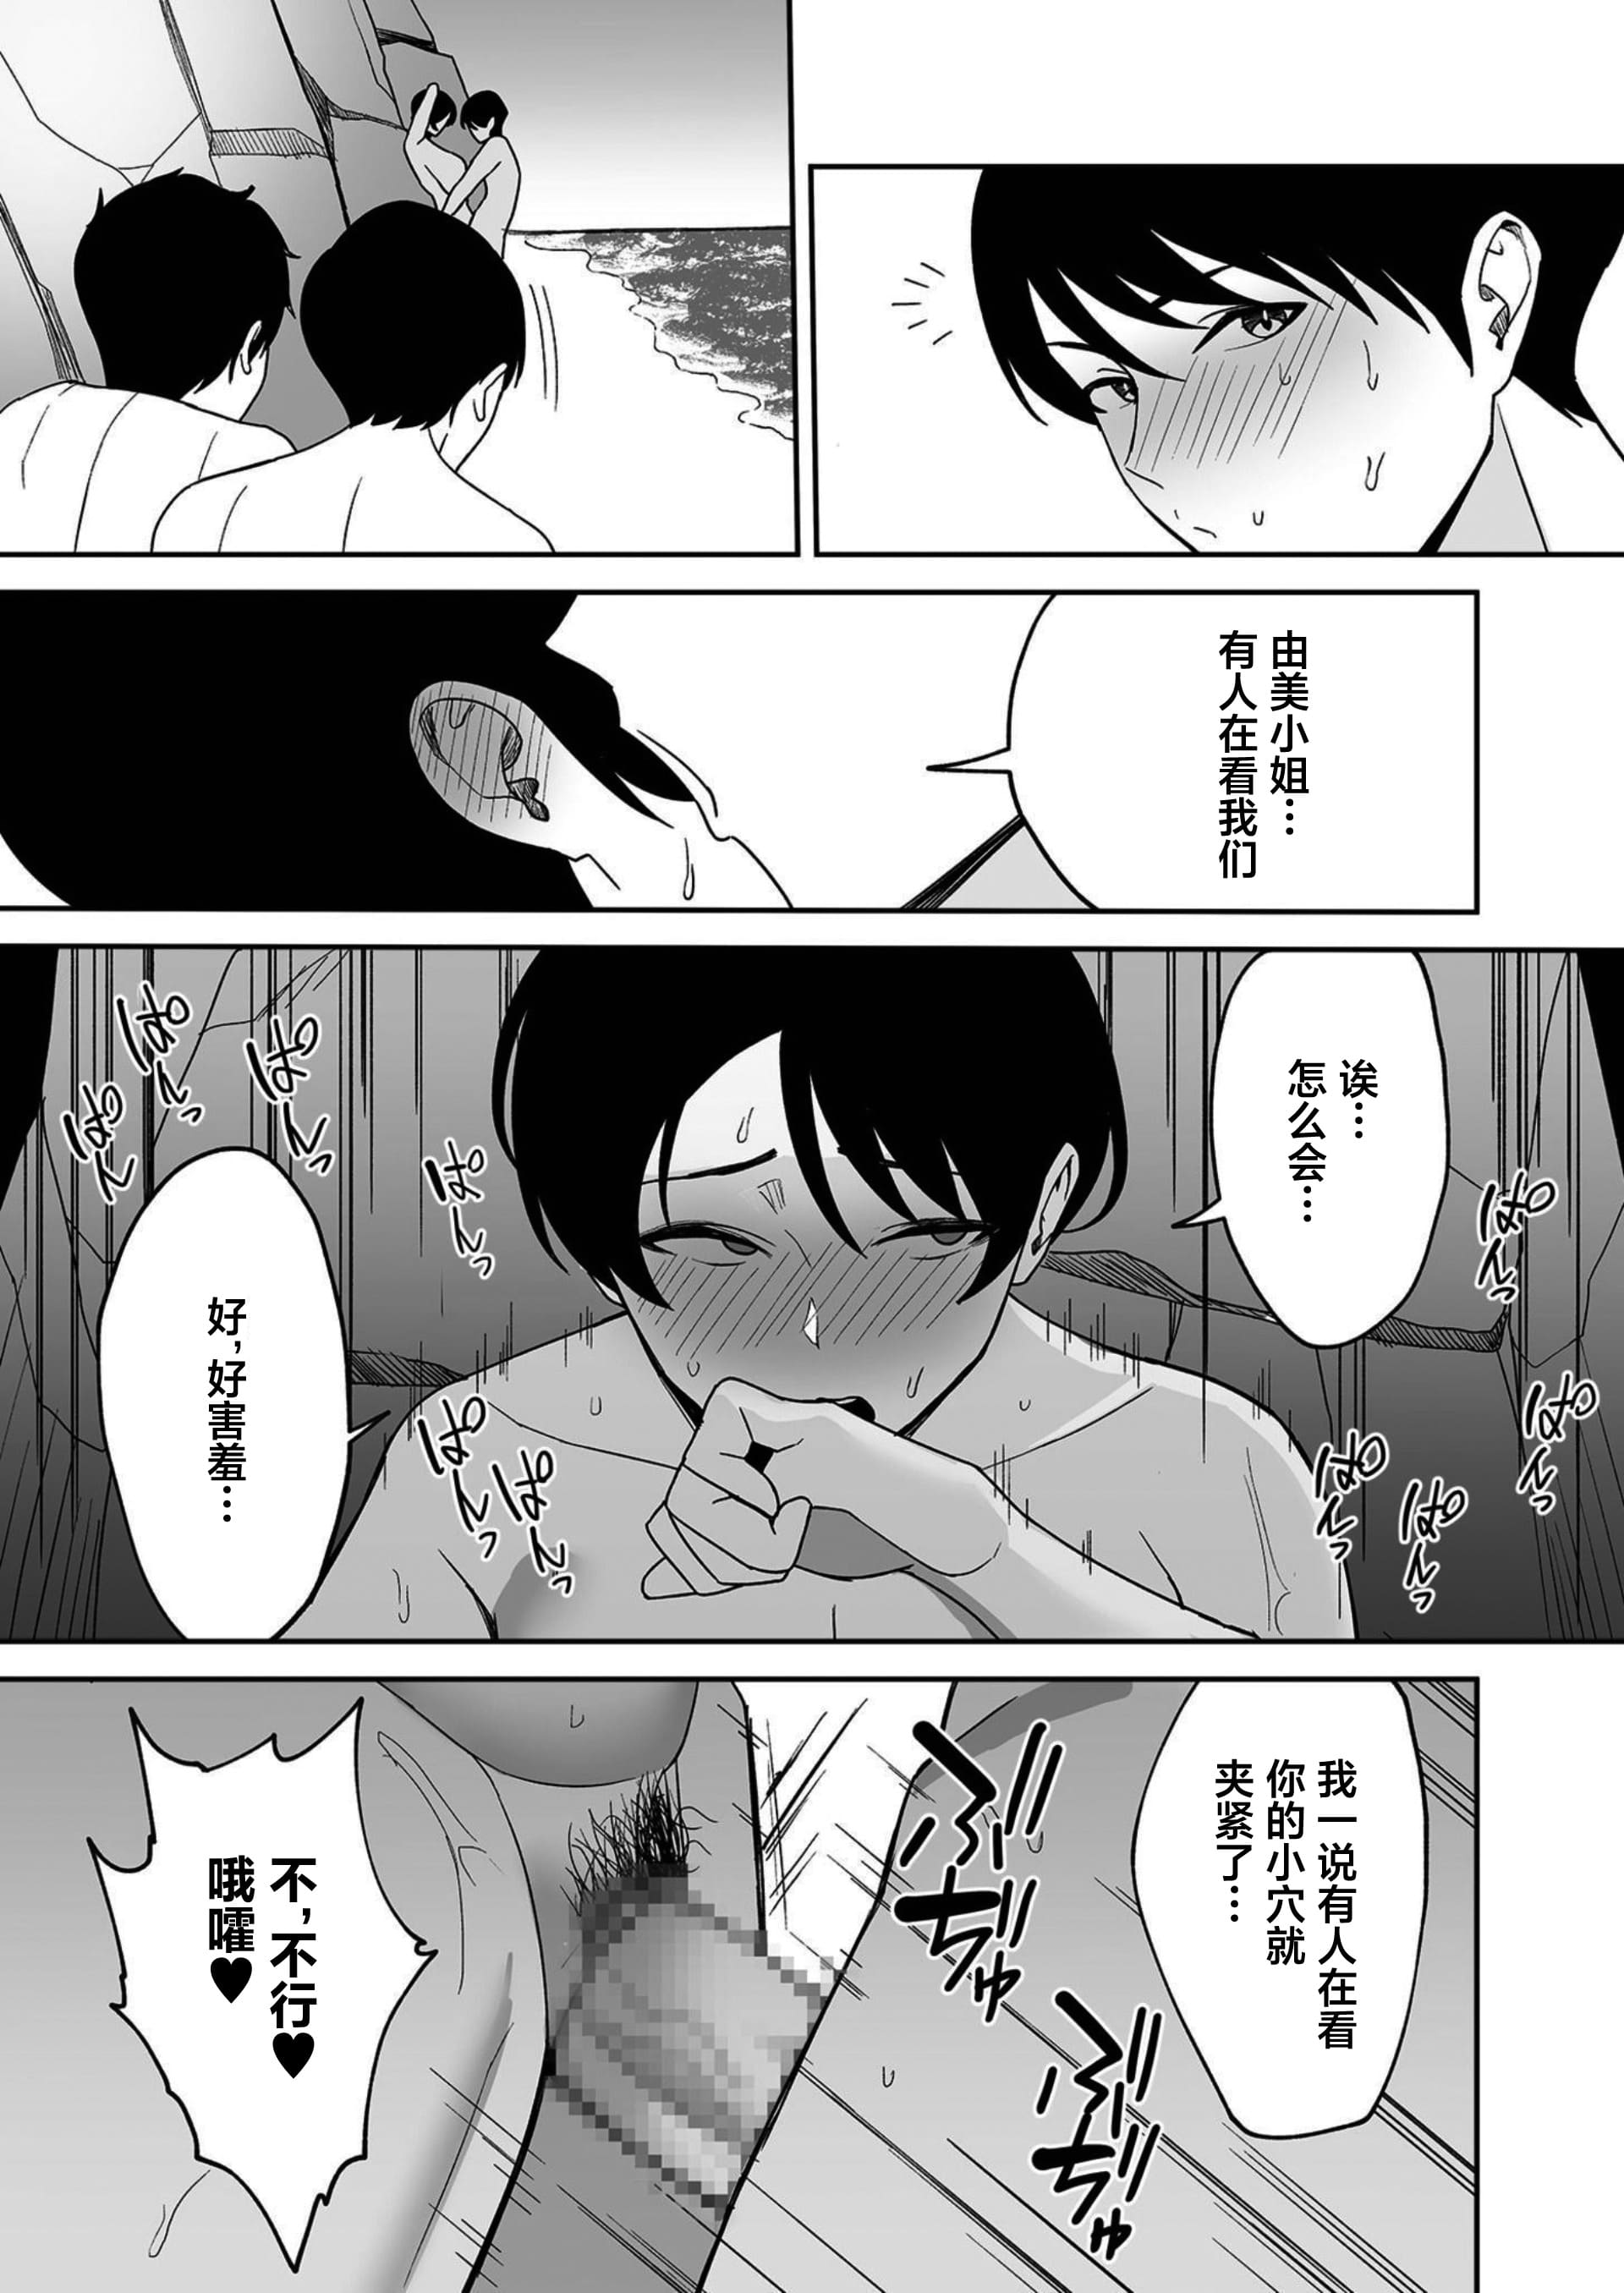 由美小姐…
有人在看我们
诶…
怎么会…
ぱんっ
ぱんっ
ぱんっ
ぱんっ
ぱんっ
ぱんっ
ぱんっ
ぱんっ
ぱんっ
ぱんっ
好,好害羞…
我一说有人在看
你的小穴就
夹紧了…
ぶちゅ
ぶちゅ
不,不行♥
哦嚯♥